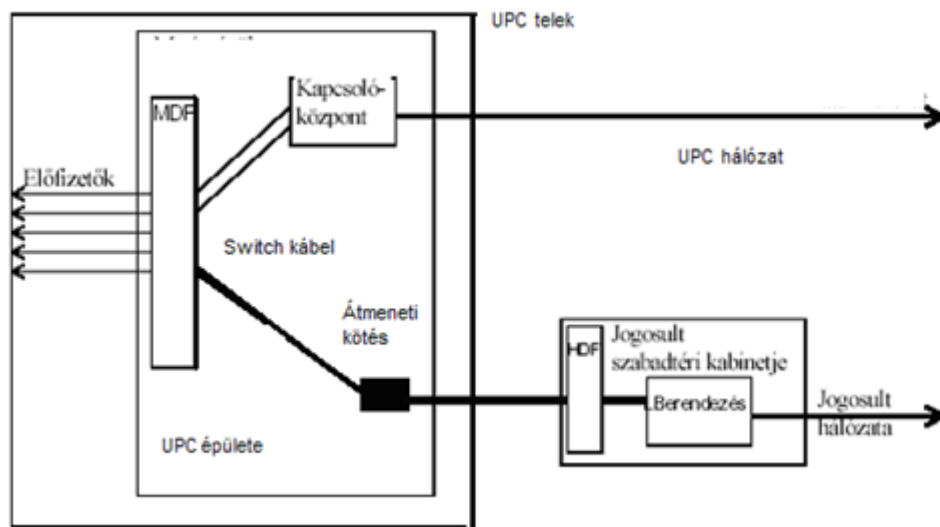 UPC telek
MDF
Kapcsoló-
központ
UPC hálózat
Előfizetők
Switch kábel
Átmeneti
kötés
HDF
Jogosult
szabadtéri kabinetje
Berendezés
Jogosult
hálózata
UPC épülete